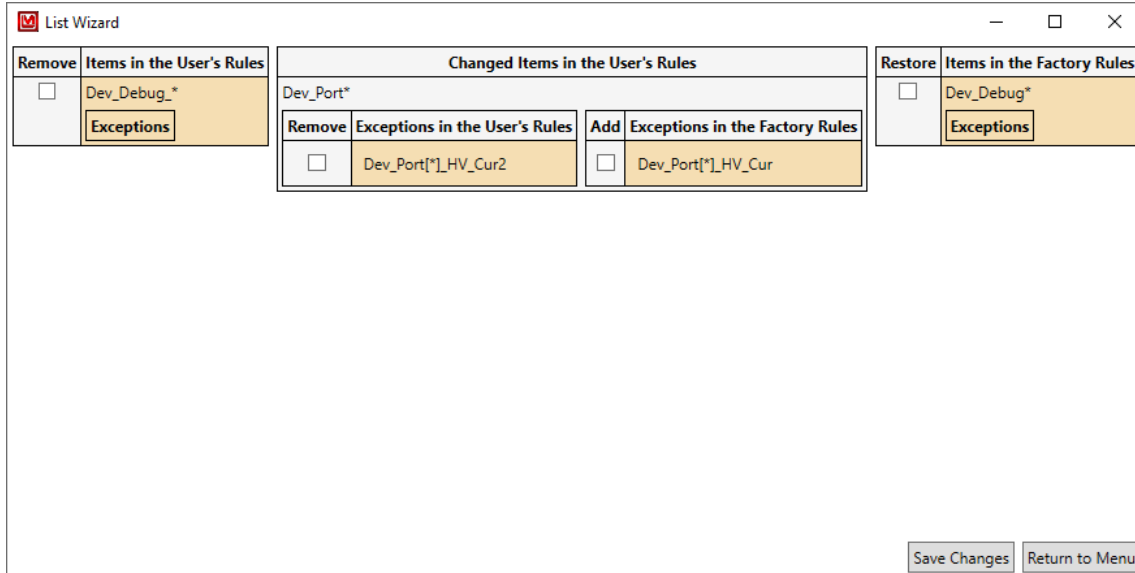 List Wizard
Remove Items in the User's Rules
Dev_Debug_*
Exceptions
Changed Items in the User's Rules
Dev_Port*
Remove Exceptions in the User's Rules Add Exceptions in the Factory Rules
Dev_Port[*]_HV_Cur2 Dev_Port[*]_HV_Cur
Restore Items in the Factory Rules
Dev_Debug*
Exceptions
Save Changes Return to Menu